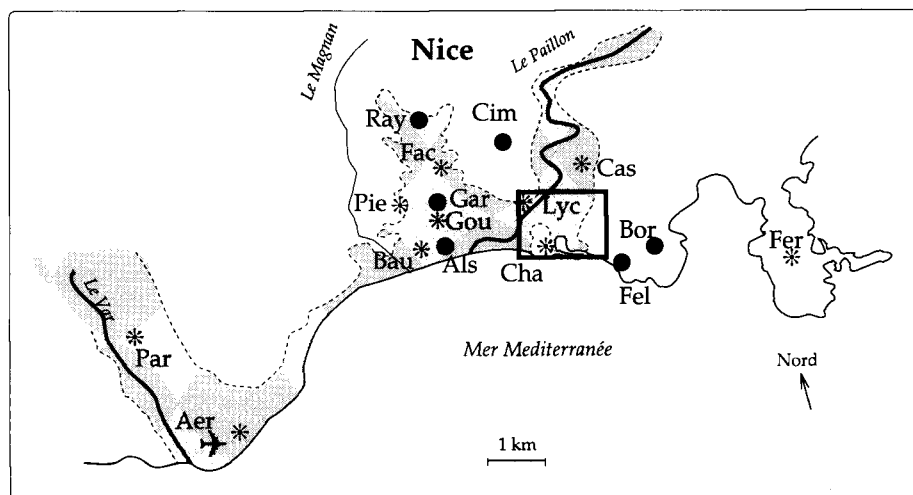 Nice
Le Magnan
Le Paillon
Ray
Cim
Fac
Cas
Pie
Gar
Lyc
Gou
Bor
Fer
Bau
Als
Cha
Fel
Le Var
Mer Mediterranée
Nord
Par
Aer
1 km